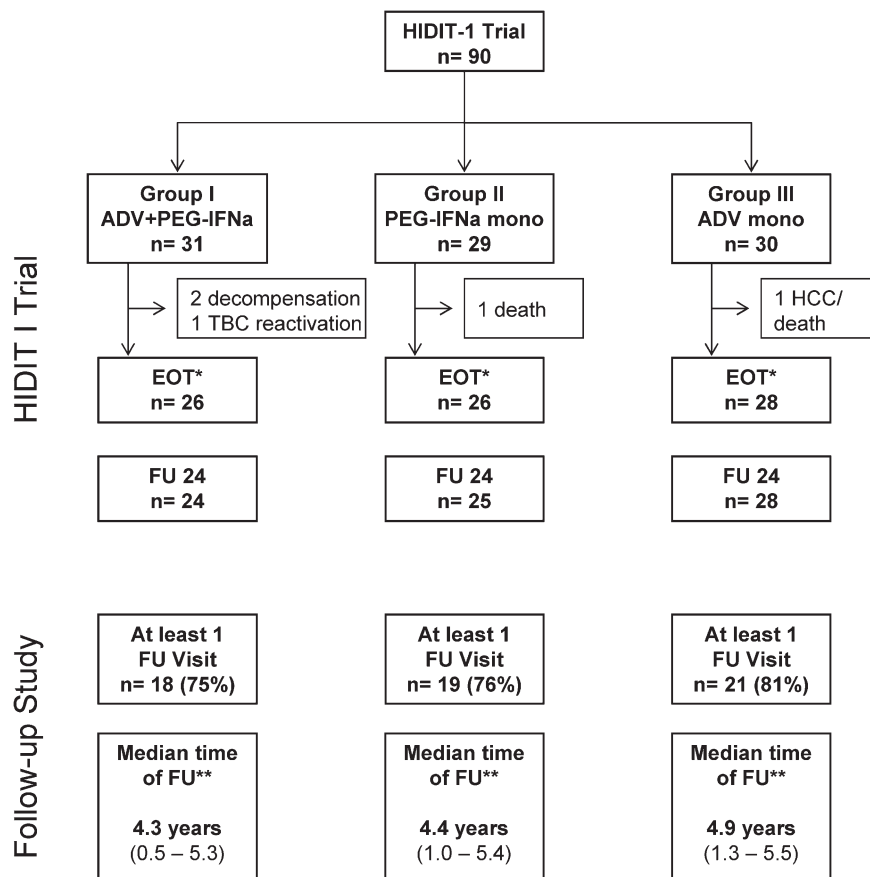 HIDIT-1 Trial
n= 90
Group I
ADV+PEG-IFNa
n= 31
Group II
PEG-IFNa mono
n= 29
Group III
ADV mono
n= 30
2 decompensation
1 TBC reactivation
1 death
1 HCC/
death
HIDIT I Trial
EOT*
n= 26
EOT*
n= 26
EOT*
n= 28
FU 24
n= 24
FU 24
n= 25
FU 24
n= 28
Follow-up Study
At least 1
FU Visit
n= 18 (75%)
At least 1
FU Visit
n= 19 (76%)
At least 1
FU Visit
n= 21 (81%)
Median time
of FU**
4.3 years
(0.5 – 5.3)
Median time
of FU**
4.4 years
(1.0 – 5.4)
Median time
of FU**
4.9 years
(1.3 – 5.5)